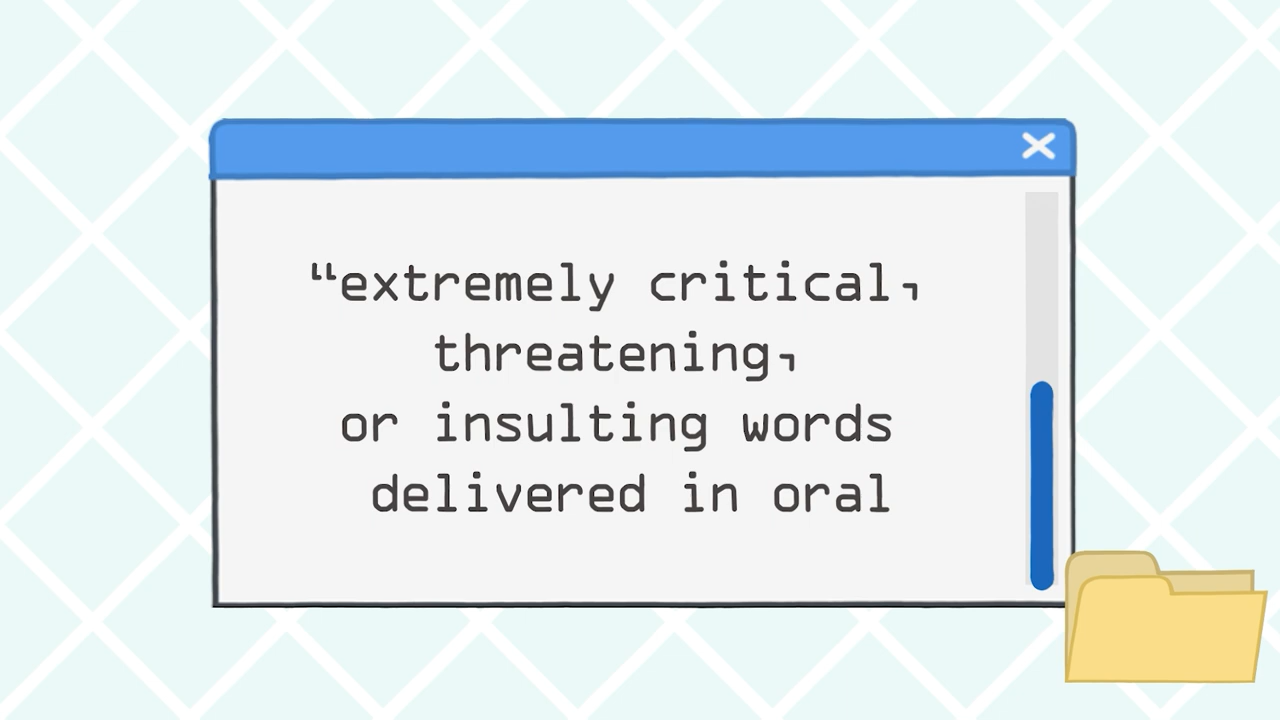 “extremely critical,
threatening,
or insulting words
delivered in oral